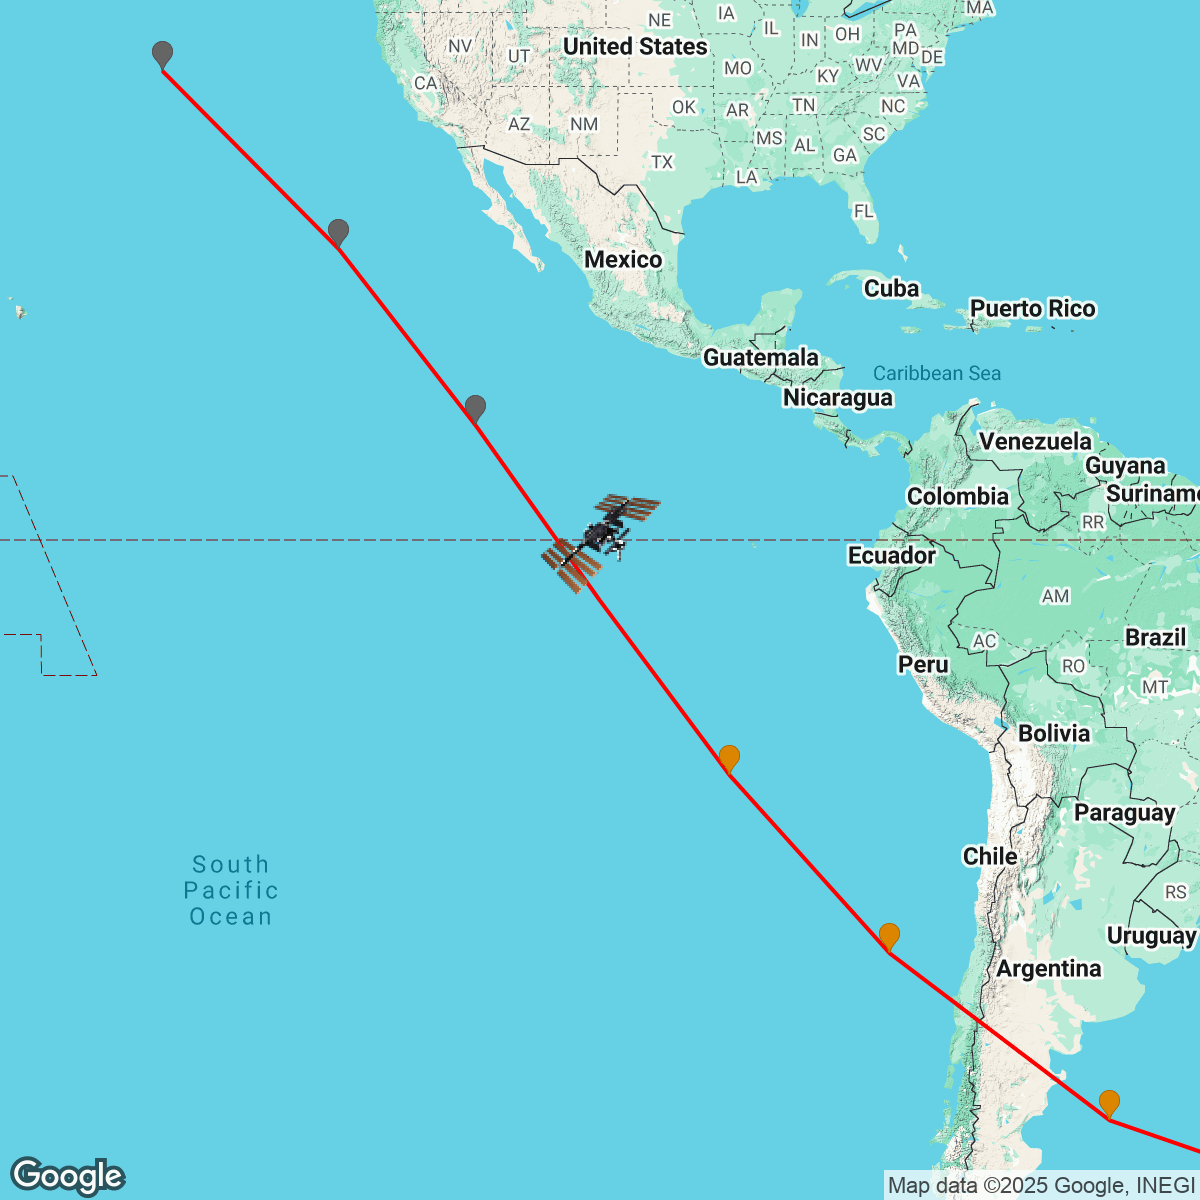 MA
IA
NE
IL
OH
PA
IN
NV
United States
MD
UT
DE
WV
MO
KY
CA
VA
OK
AR
TN
NC
AZ
NM
SC
MS
AL
GA
TX
LA
FL
Mexico
Cuba
Puerto Rico
Guatemala
Caribbean Sea
Nicaragua
Venezuela
Guyana
Colombia
Suriname
RR
Ecuador
AM
AC
Brazil
Peru
RO
MT
Bolivia
Paraguay
Chile
South
Pacific
Ocean
RS
Uruguay
Argentina
Google
Map data ©2025 Google, INEGI